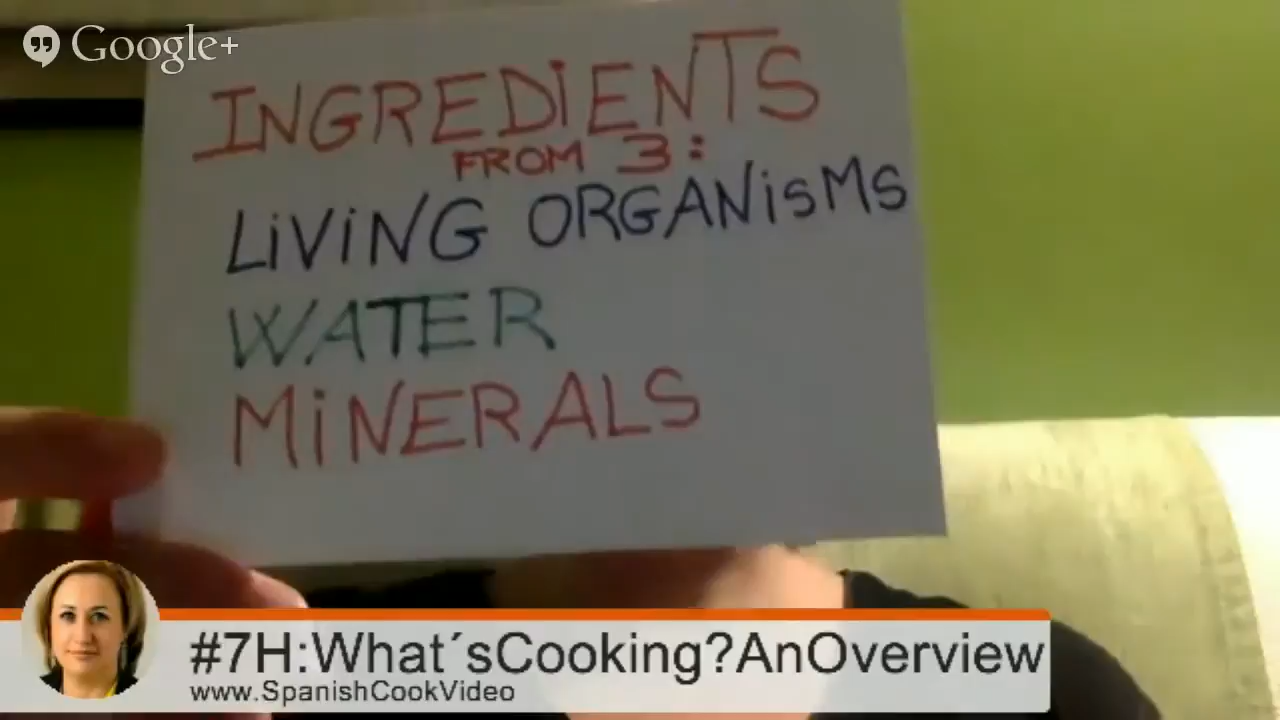 Google+
INGREDiENTS
FROM 3:
LiViNG ORGANisMs
WATER
MiNERALS
#7H:What´sCooking?AnOverview
www.SpanishCookVideo